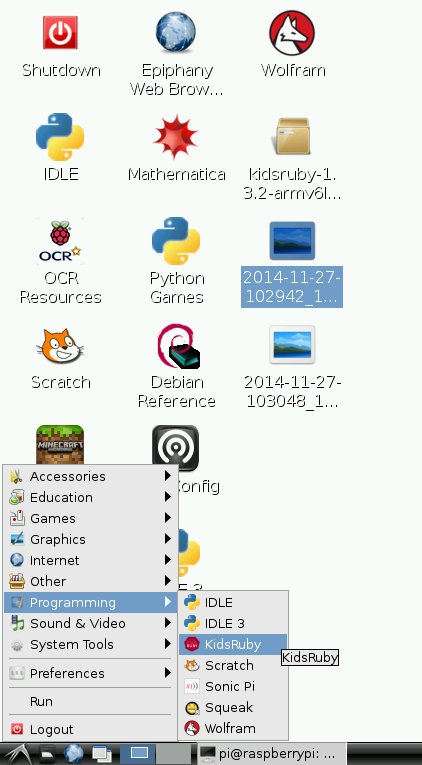 Shutdown
Epiphany
Web Brow...
Wolfram
IDLE
Mathematica
kidsruby-1.
3.2-armv6l...
OCR
OCR
Resources
Python
Games
2014-11-27-
102942_1...
Scratch
Debian
Reference
2014-11-27-
103048_1...
MINECRAFT
Config
Accessories
Education
Games
Graphics
Internet
Other
Programming
Sound & Video
System Tools
Preferences
Run
Logout
IDLE
IDLE 3
KidsRuby
Scratch
Sonic Pi
Squeak
Wolfram
KidsRuby
pi@raspberrypi: ...